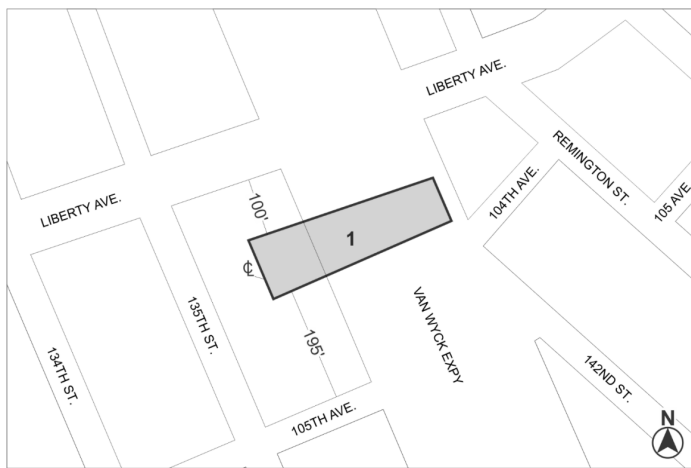 LIBERTY AVE.
REMINGTON ST.
104TH AVE.
105 AVE
100'
LIBERTY AVE.
1
℄
135TH ST.
195'
VAN WYCK EXPY
134TH ST.
142ND ST.
105TH AVE.
N